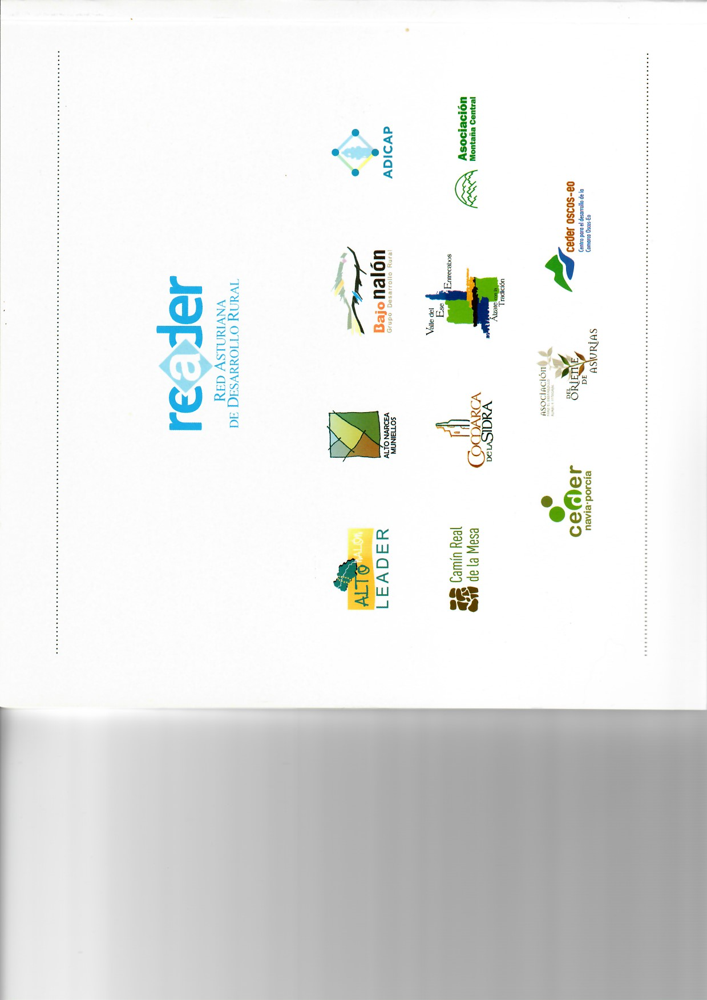 reader
RED ASTURIANA
DE DESARROLLO RURAL
ALTO NALÓN
LEADER
ALTO NARCEA
MUNIELLOS
Bajo nalón
Grupo Desarrollo Rural
ADICAP
Camín Real
de la Mesa
COMARCA
DE LA SIDRA
Valle del
Ese
Entrecabos
Álzate con la
Tradición
Asociación
Montaña Central
ceder
navia·porcía
ASOCIACIÓN
PARA EL DESARROLLO
RURAL E INTEGRAL
DEL
ORIENTE
DE
ASTURIAS
ceder oscos-eo
Centro para el desarrollo de la
Comarca Oscos-Eo